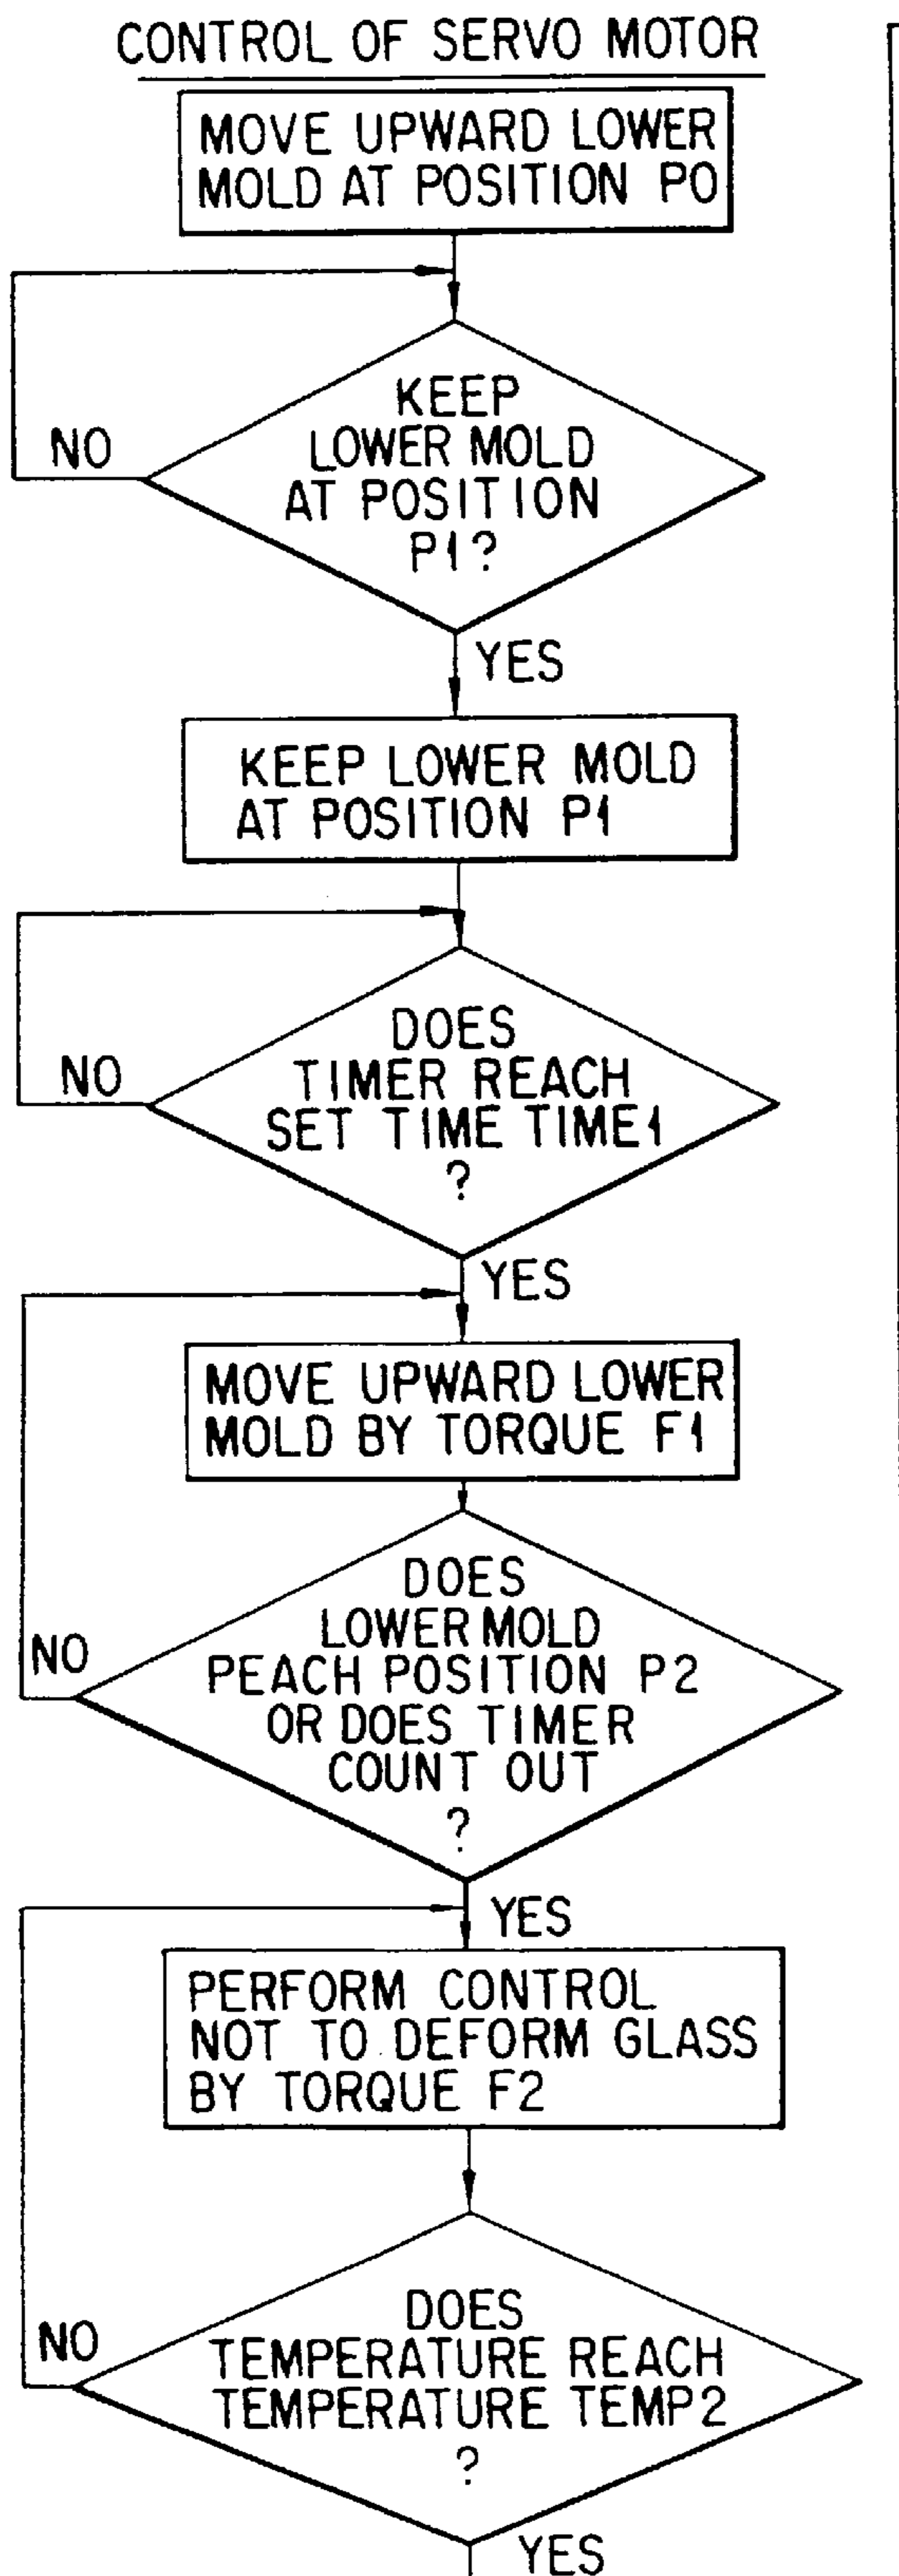 CONTROL OF SERVO MOTOR
MOVE UPWARD LOWER
MOLD AT POSITION P0
KEEP
LOWER MOLD
AT POSITION
P1?
NO
YES
KEEP LOWER MOLD
AT POSITION P1
DOES
TIMER REACH
SET TIME TIME1
?
NO
YES
MOVE UPWARD LOWER
MOLD BY TORQUE F1
DOES
LOWER MOLD
PEACH POSITION P2
OR DOES TIMER
COUNT OUT
?
NO
YES
PERFORM CONTROL
NOT TO DEFORM GLASS
BY TORQUE F2
DOES
TEMPERATURE REACH
TEMPERATURE TEMP2
?
NO
YES